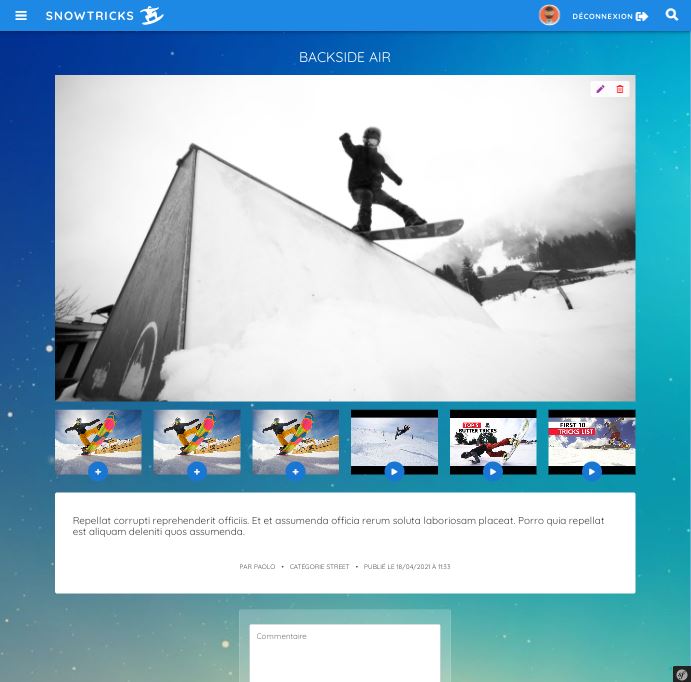 SNOWTRICKS
DÉCONNEXION
BACKSIDE AIR
TOP 5
BUTTER TRICKS
FIRST 10
TRICKS LIST
Repellat corrupti reprehenderit officiis. Et et assumenda officia rerum soluta laboriosam placeat. Porro quia repellat
est aliquam deleniti quos assumenda.
PAR PAOLO • CATÉGORIE STREET • PUBLIÉ LE 18/04/2021 À 11:33
Commentaire